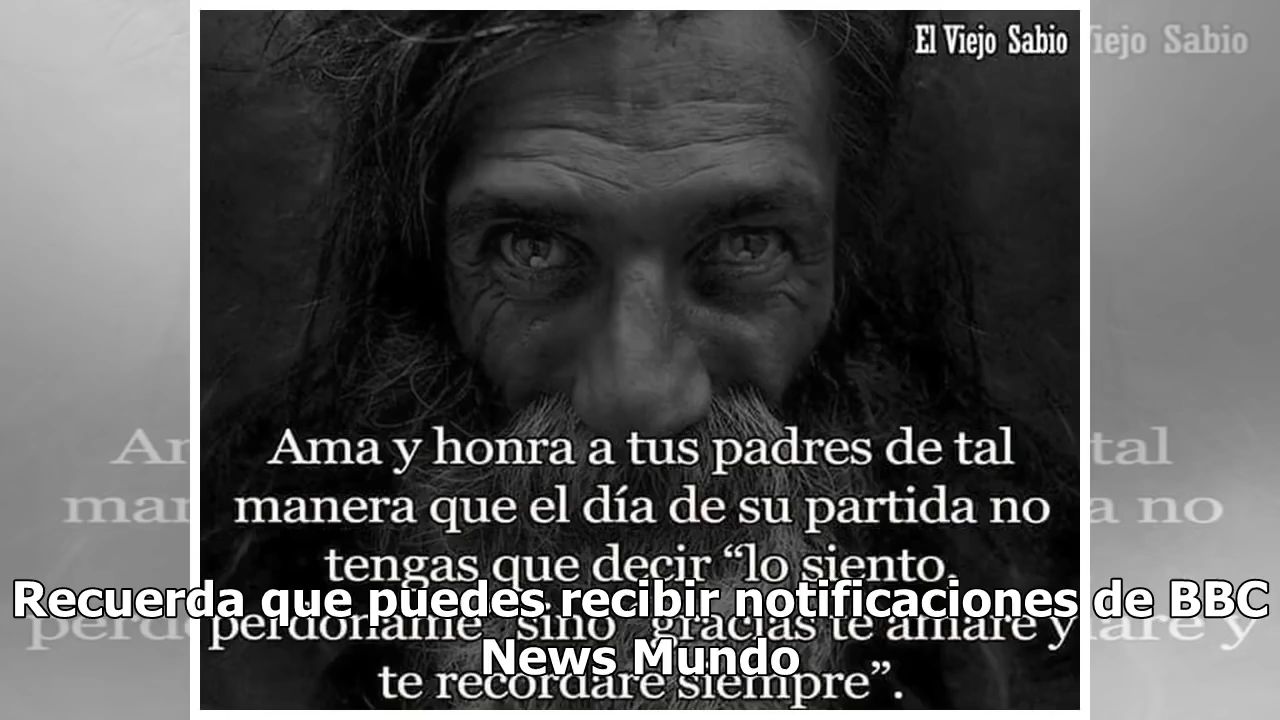 El Viejo Sabio
iejo Sabio
Ama y honra a tus padres de tal
manera que el día de su partida no
tengas que decir “lo siento,
perdóname” sino “gracias te amaré y
te recordaré siempre”.
Recuerda que puedes recibir notificaciones de BBC
News Mundo